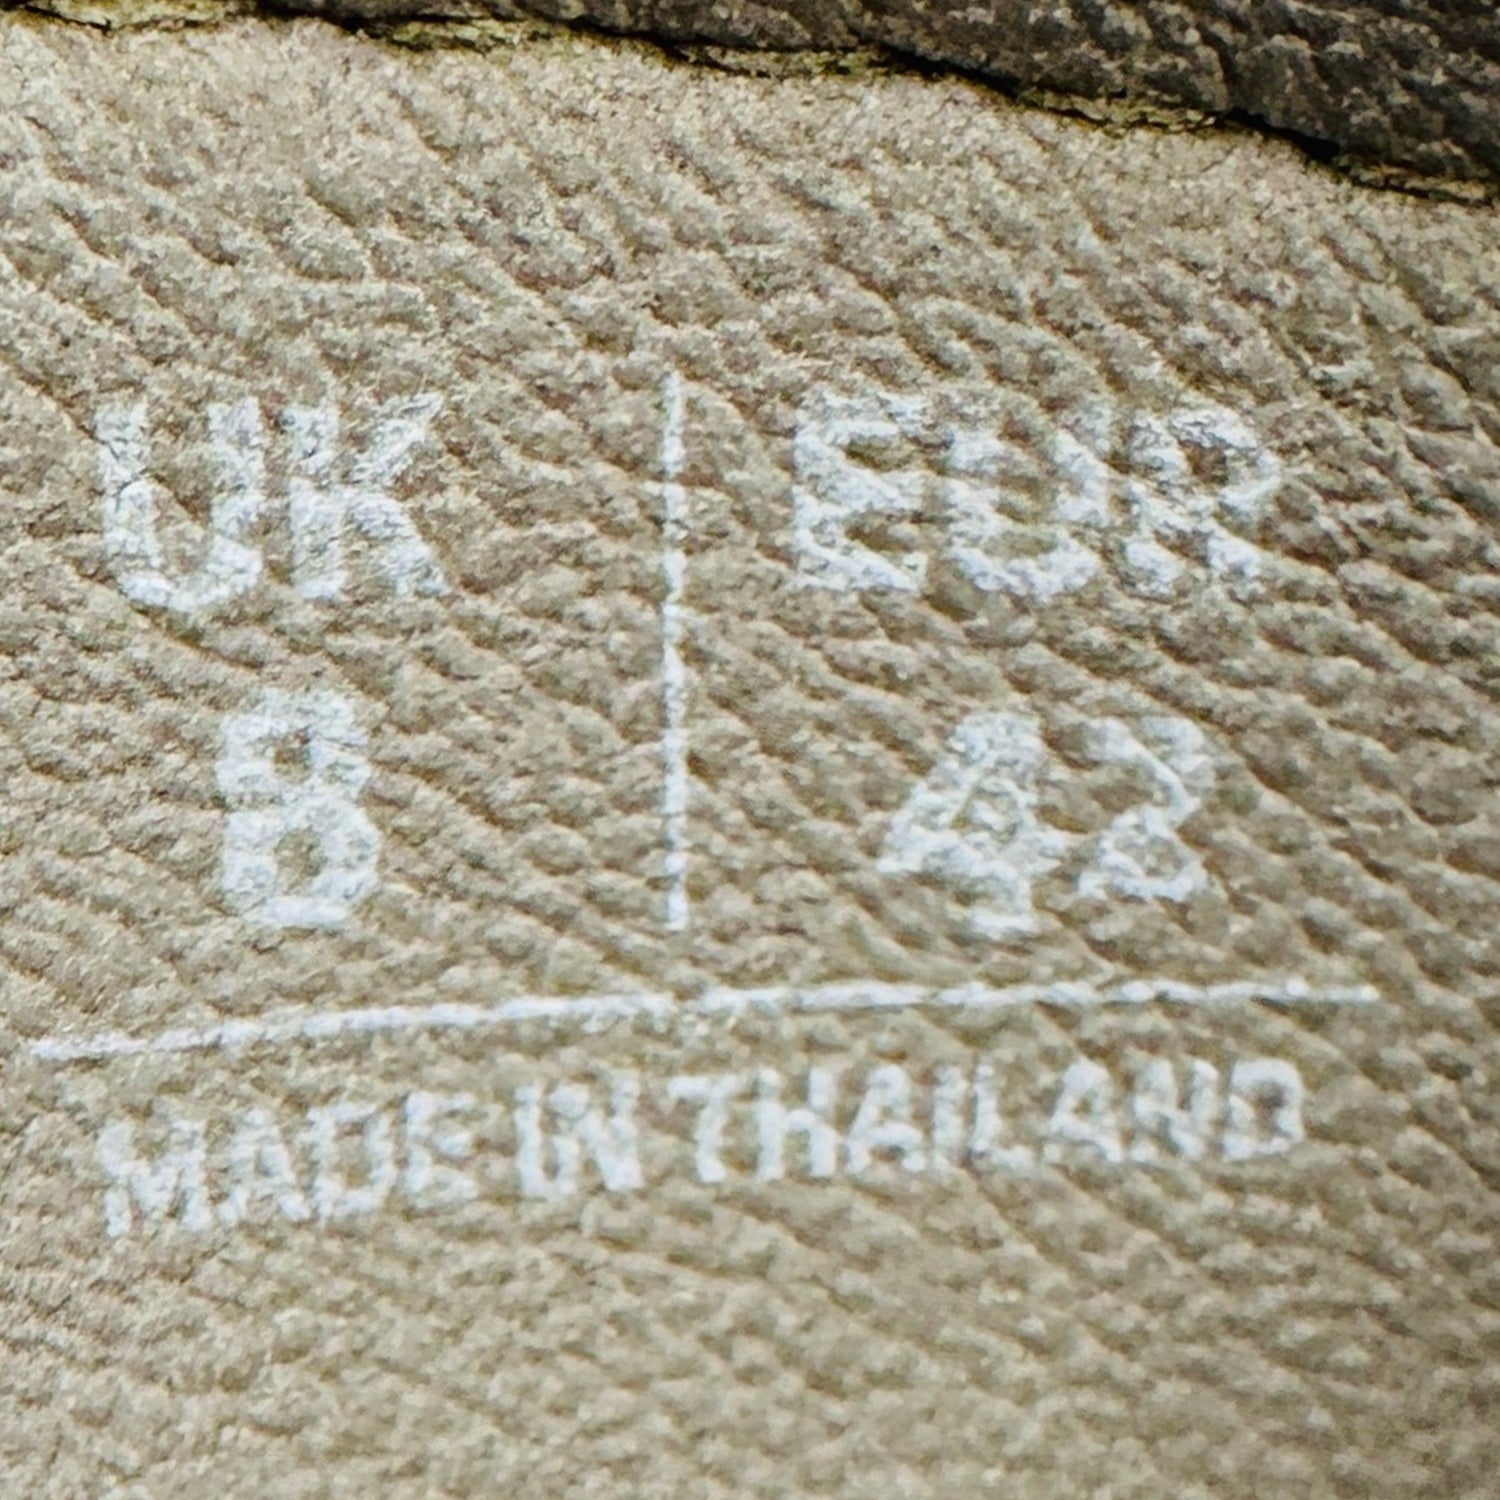 UK | EUR
8 | 42
MADE IN THAILAND